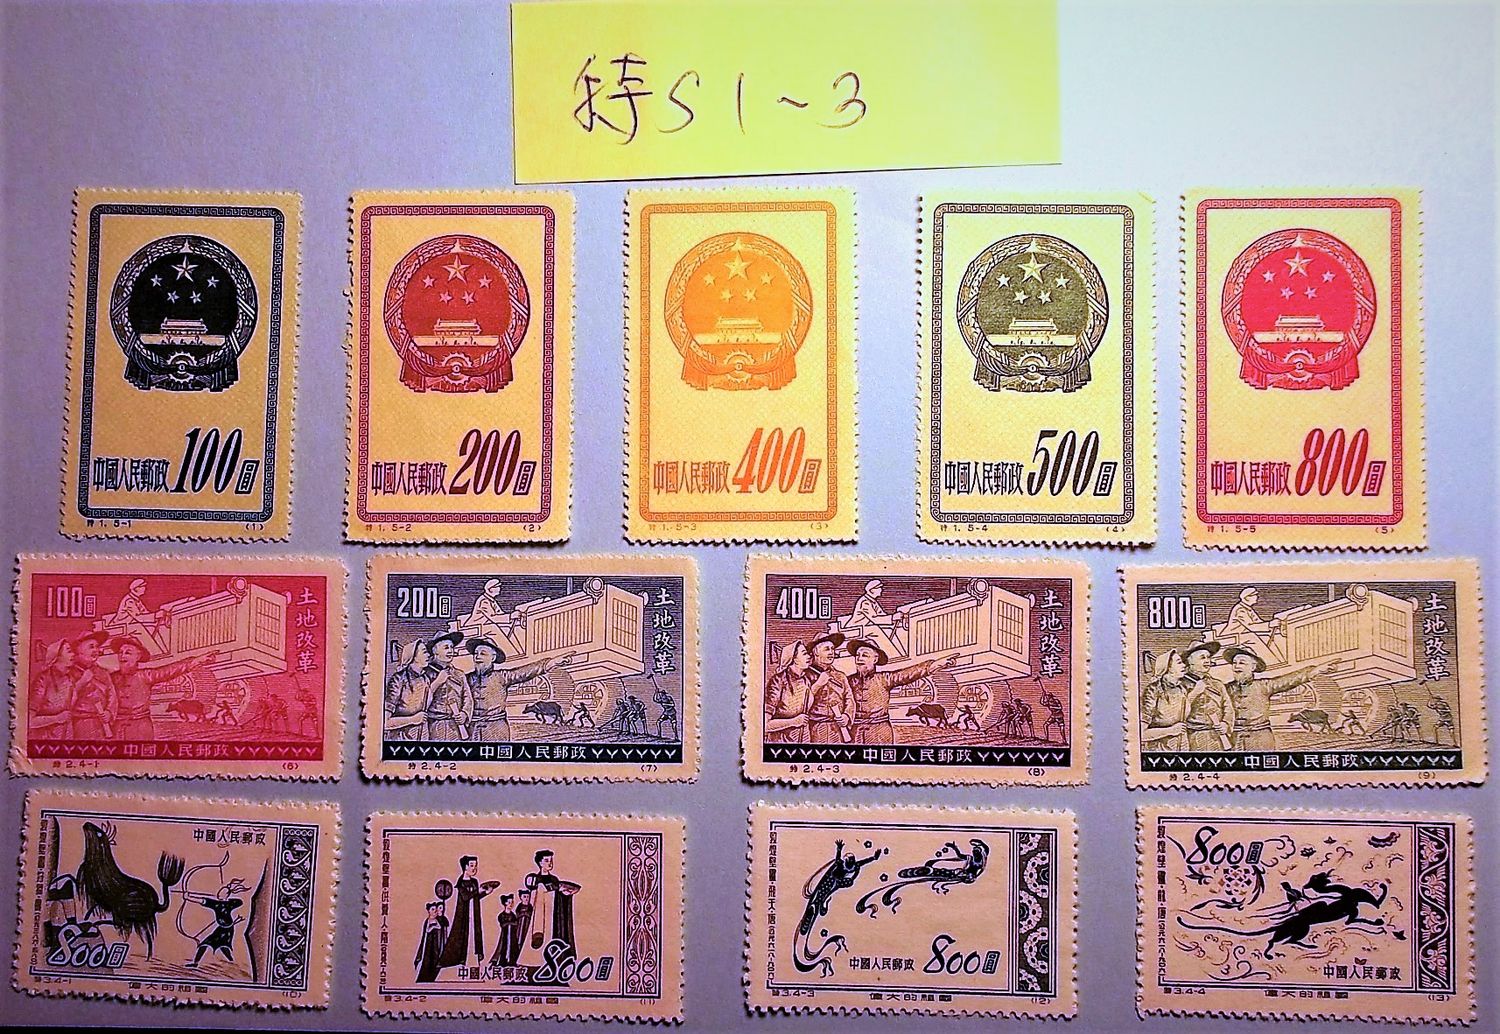 特S1~3
100圓
中國人民郵政
特1. 5-1 (1)
200圓
中國人民郵政
特1. 5-2 (2)
400圓
中國人民郵政
特1. 5-3 (3)
500圓
中國人民郵政
特1. 5-4 (4)
800圓
中國人民郵政
特1. 5-5 (5)
100圓
土地改革
中國人民郵政
特2. 4-1 (6)
200圓
土地改革
中國人民郵政
特2. 4-2 (7)
400圓
土地改革
中國人民郵政
特2. 4-3 (8)
800圓
土地改革
中國人民郵政
特2. 4-4 (9)
中國人民郵政
800圓
特3.4-1 偉大的祖國 (10)
中國人民郵政 800圓
特3.4-2 偉大的祖國 (11)
中國人民郵政 800圓
特3.4-3 偉大的祖國 (12)
800圓
中國人民郵政
特3.4-4 偉大的祖國 (13)